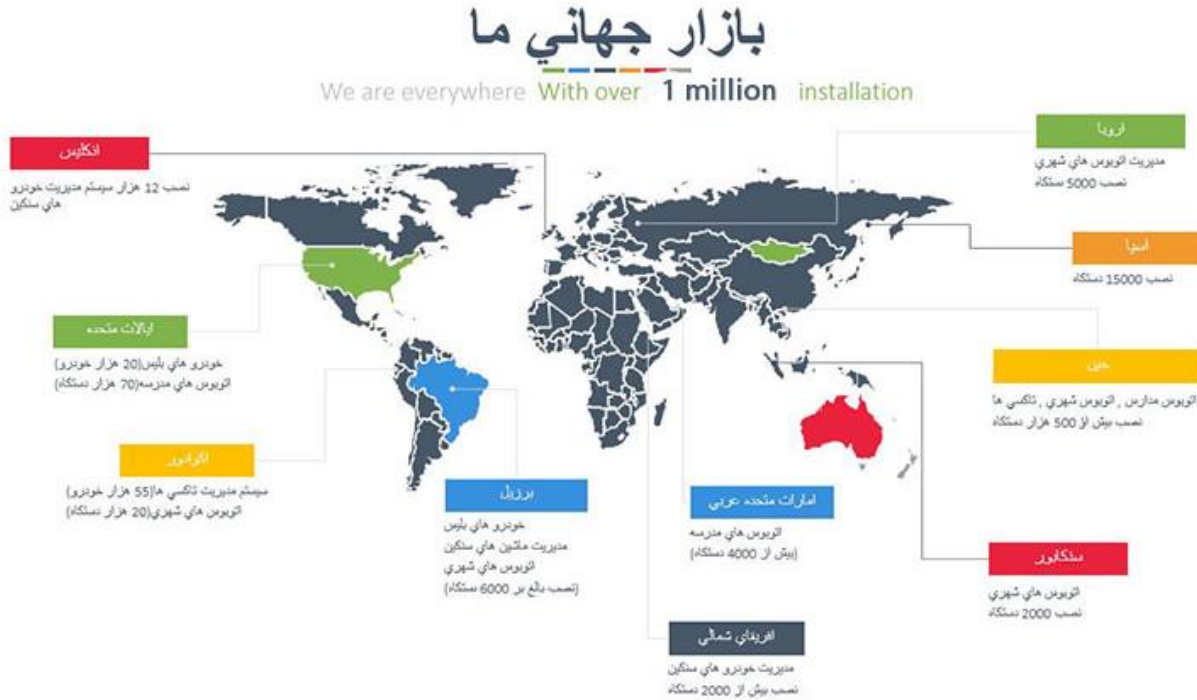 بازار جهاني ما
We are everywhere With over 1 million installation
انگليس
نصب 12 هزار سيستم مديريت خودرو
هاي سنگين
اروپا
مديريت اتوبوس هاي شهري
نصب 5000 دستگاه
آسيا
نصب 15000 دستگاه
ايالات متحده
خودرو هاي پليس(20 هزار خودرو)
اتوبوس هاي مدرسه(70 هزار دستگاه)
چين
اتوبوس مدارس , اتوبوس شهري , تاكسي ها
نصب بيش از 500 هزار دستگاه
اكوادور
سيستم مديريت تاكسي ها(55 هزار خودرو)
اتوبوس هاي شهري(20 هزار دستگاه)
برزيل
خودرو هاي پليس
مديريت ماشين هاي سنگين
اتوبوس هاي شهري
(نصب بالغ بر 6000 دستگاه)
امارات متحده عربي
اتوبوس هاي مدرسه
(بيش از 4000 دستگاه)
سنگاپور
اتوبوس هاي شهري
نصب 2000 دستگاه
افريقاي شمالي
مديريت خودرو هاي سنگين
نصب بيش از 2000 دستگاه